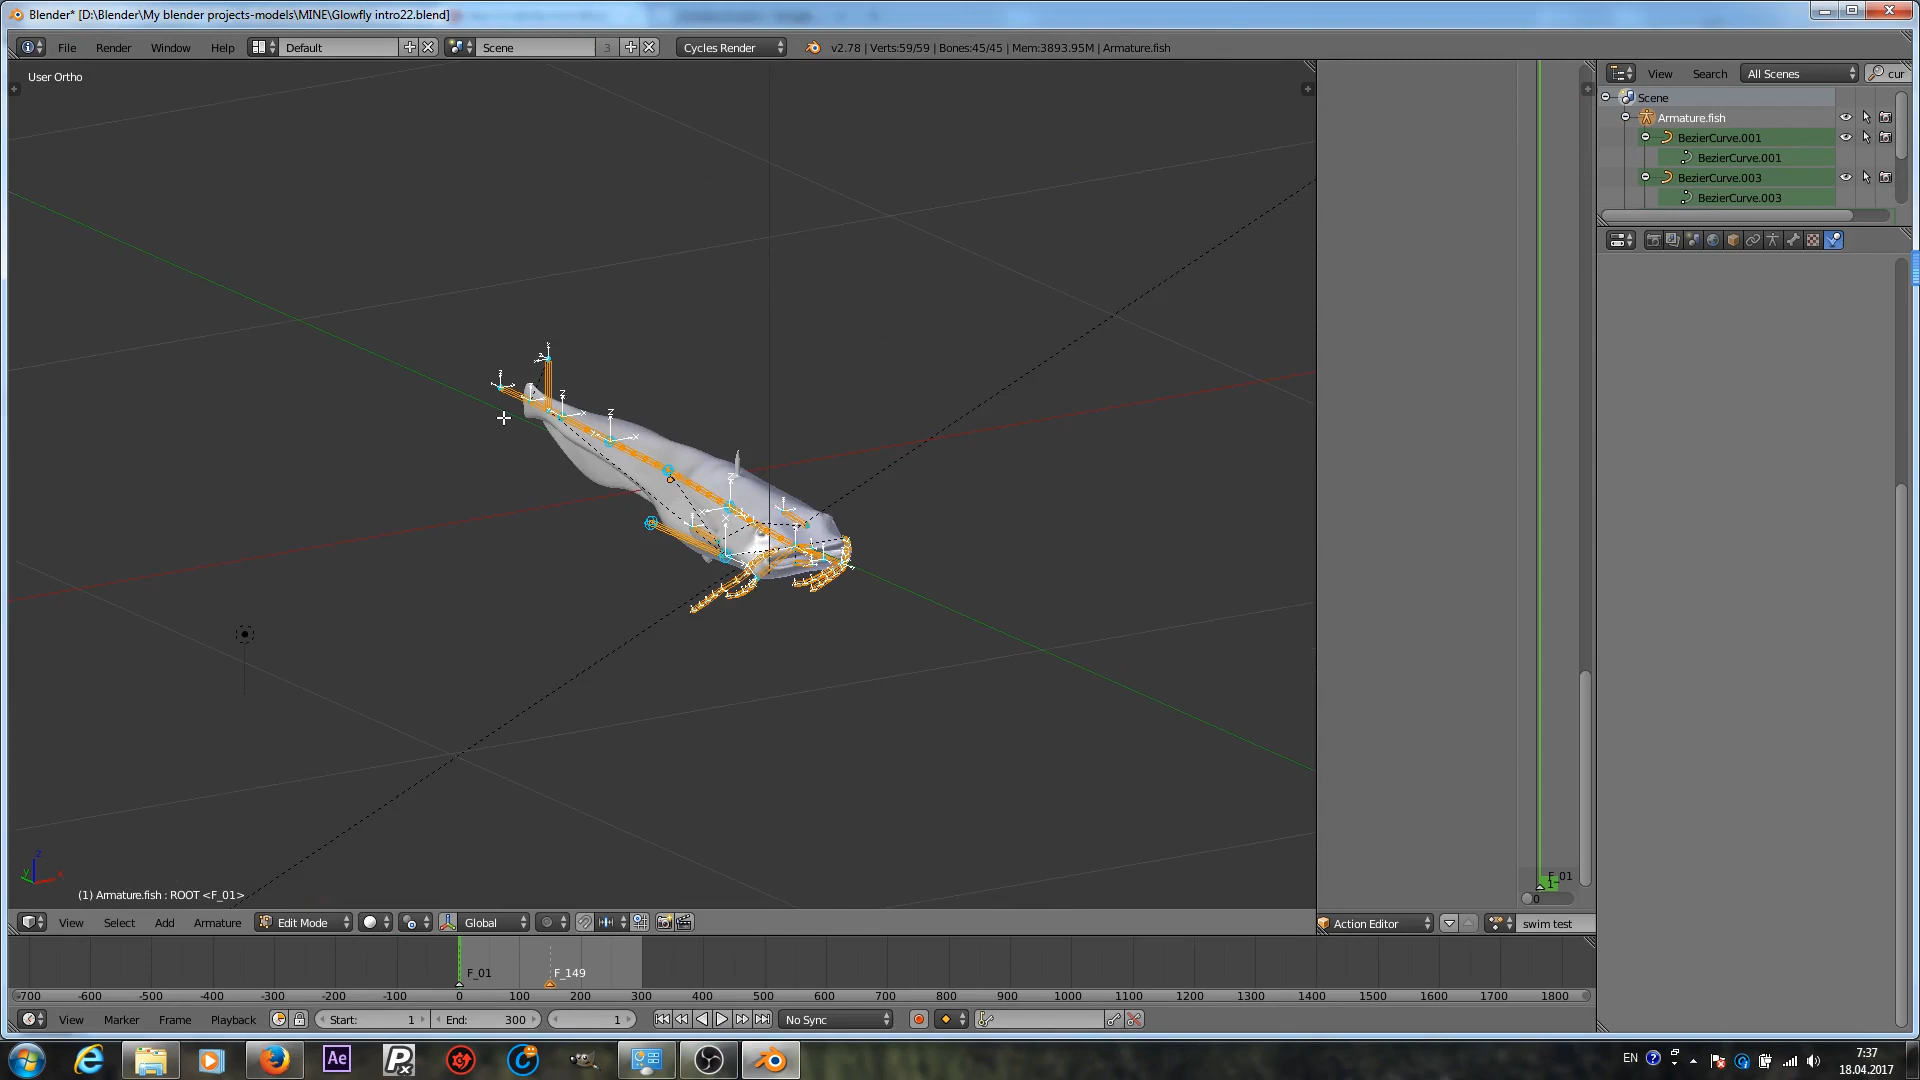 Blender* [D:\Blender\My blender projects-models\MINE\Glowfly intro22.blend]
File Render Window Help Default Scene 3 Cycles Render v2.78 | Verts:59/59 | Bones:45/45 | Mem:3893.95M | Armature.fish
User Ortho
View Search All Scenes cur
Scene
Armature.fish
BezierCurve.001
BezierCurve.001
BezierCurve.003
BezierCurve.003
(1) Armature.fish : ROOT <F_01>
F_01
1
0
View Select Add Armature Edit Mode Global Action Editor swim test
F_01 F_149
-700 -600 -500 -400 -300 -200 -100 0 100 200 300 400 500 600 700 800 900 1000 1100 1200 1300 1400 1500 1600 1700 1800
View Marker Frame Playback Start: 1 End: 300 1 No Sync
EN 7:37
18.04.2017